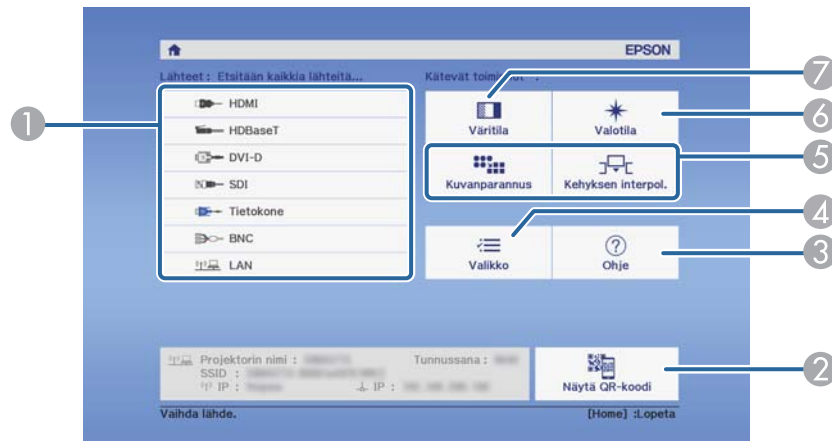 EPSON
Lähteet : Etsitään kaikkia lähteitä...
Kätevät toiminnot :
HDMI
HDBaseT
DVI-D
SDI
Tietokone
BNC
LAN
Väritila
Valotila
Kuvanparannus
Kehyksen interpol.
Valikko
Ohje
Projektorin nimi :
Tunnussana :
SSID :
IP :
IP :
Näytä QR-koodi
Vaihda lähde.
[Home] :Lopeta
1
7
6
5
4
3
2